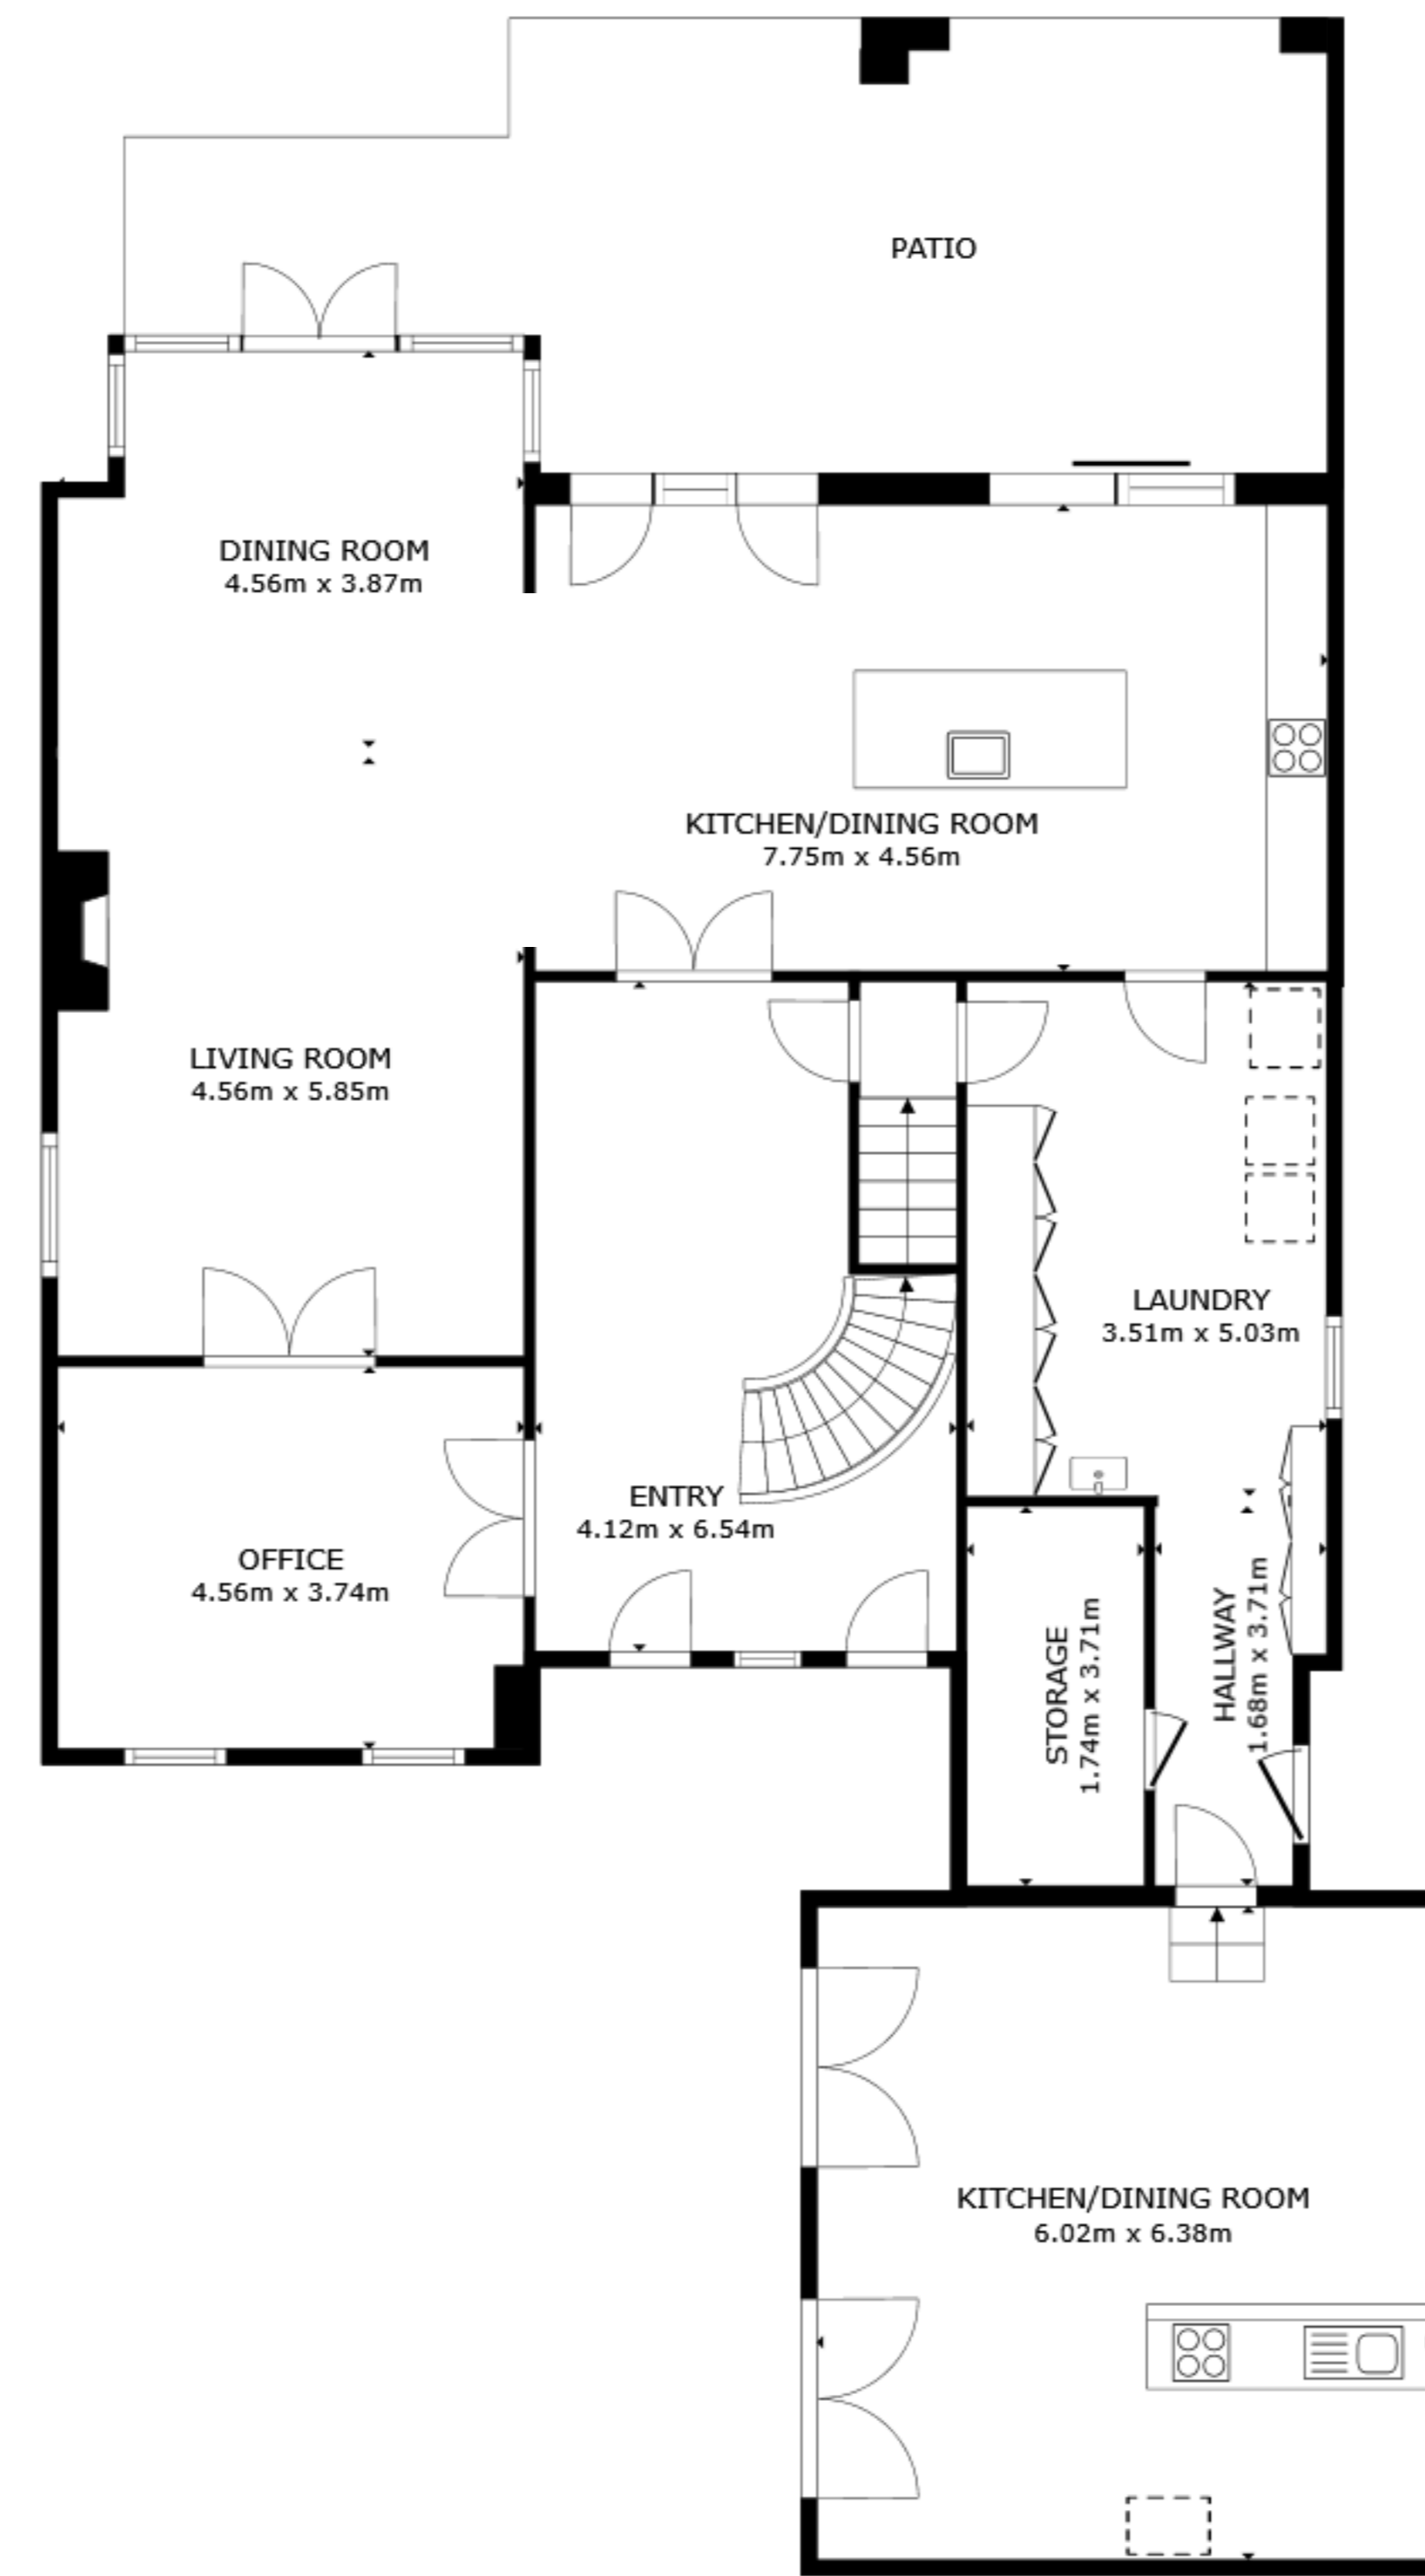 PATIO
DINING ROOM
4.56m x 3.87m
KITCHEN/DINING ROOM
7.75m x 4.56m
LIVING ROOM
4.56m x 5.85m
LAUNDRY
3.51m x 5.03m
ENTRY
4.12m x 6.54m
OFFICE
4.56m x 3.74m
STORAGE
1.74m x 3.71m
HALLWAY
1.68m x 3.71m
KITCHEN/DINING ROOM
6.02m x 6.38m